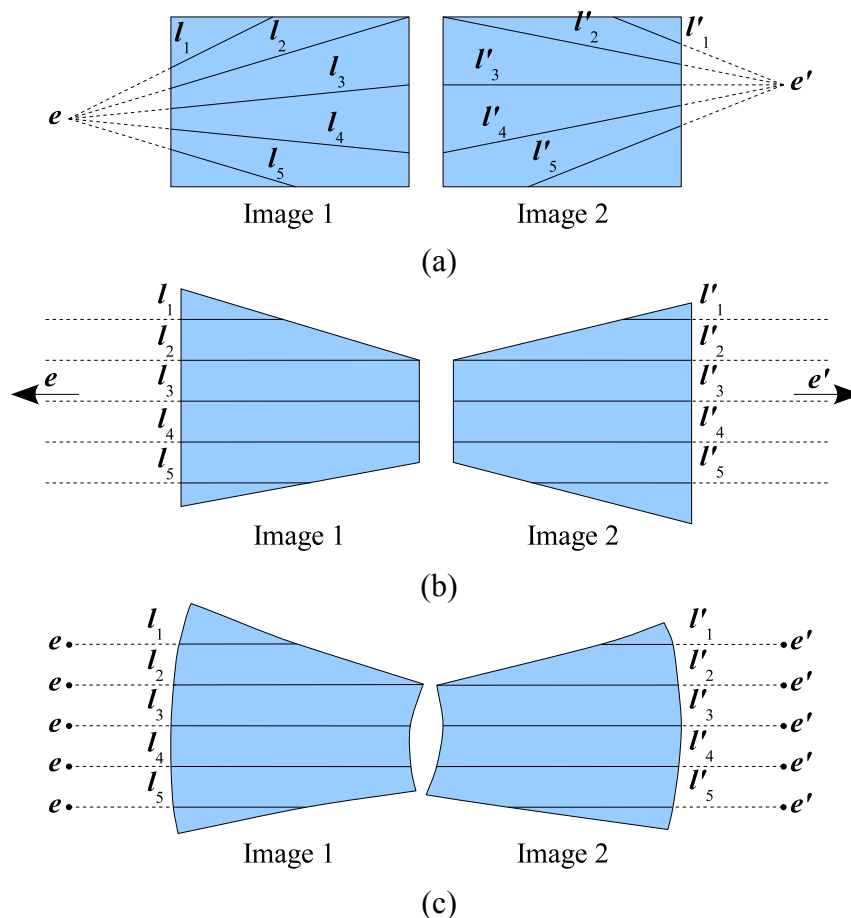 l₁ l₂ l₃ l₄ l₅ e
l′₁ l′₂ l′₃ l′₄ l′₅ e′
Image 1 Image 2
(a)
l₁ l′₁
l₂ l′₂
e l₃ l′₃ e′
l₄ l′₄
l₅ l′₅
Image 1 Image 2
(b)
e l₁ l′₁ e′
e l₂ l′₂ e′
e l₃ l′₃ e′
e l₄ l′₄ e′
e l₅ l′₅ e′
Image 1 Image 2
(c)